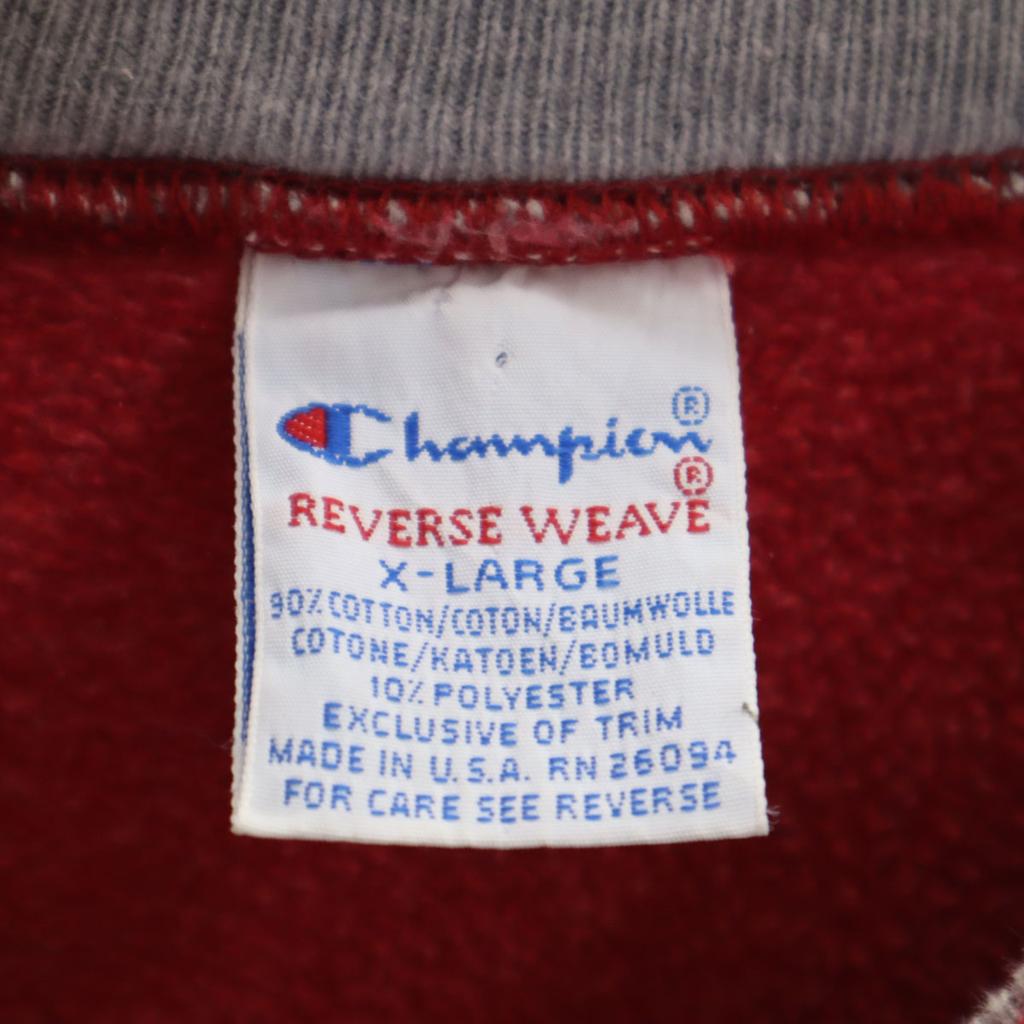 Champion®
REVERSE WEAVE®
X-LARGE
90% COTTON/COTON/BAUMWOLLE
COTONE/KATOEN/BOMULD
10% POLYESTER
EXCLUSIVE OF TRIM
MADE IN U.S.A. RN 26094
FOR CARE SEE REVERSE